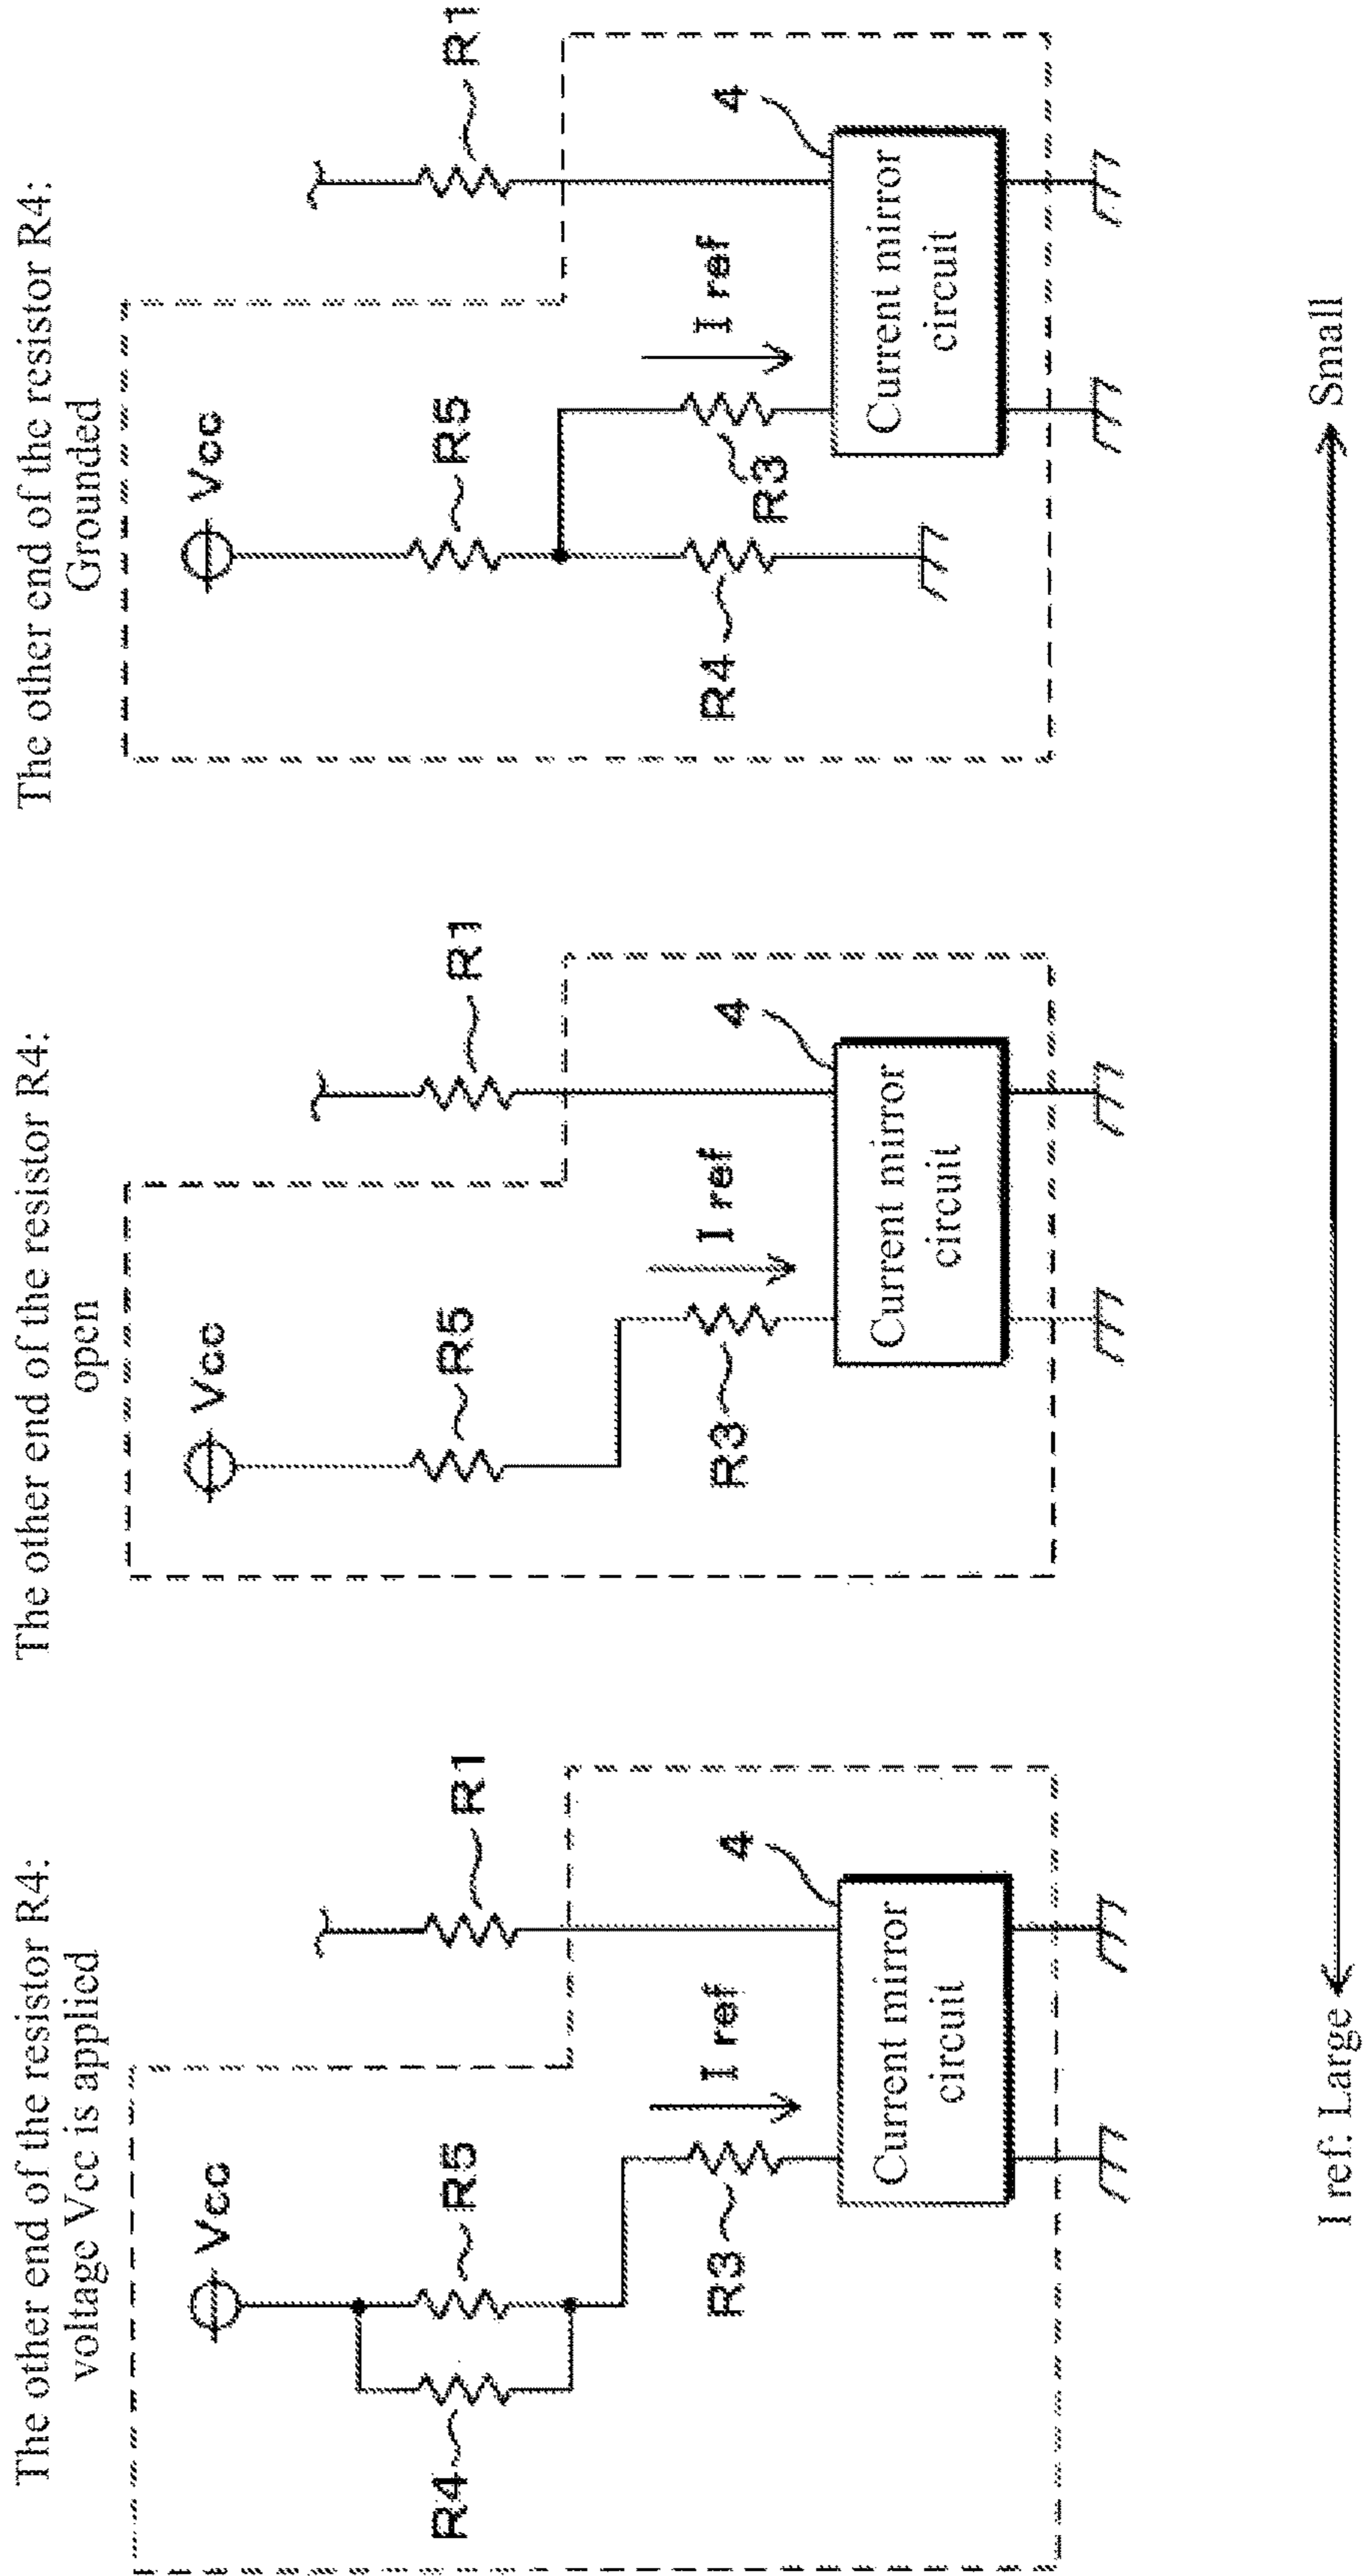 The other end of the resistor R4:
voltage Vcc is applied
Vcc
R4
R5
R1
R3
I ref
4
Current mirror
circuit
The other end of the resistor R4:
open
Vcc
R5
R1
R3
I ref
4
Current mirror
circuit
The other end of the resistor R4:
Grounded
Vcc
R5
R1
R4
R3
I ref
4
Current mirror
circuit
I ref: Large
Small